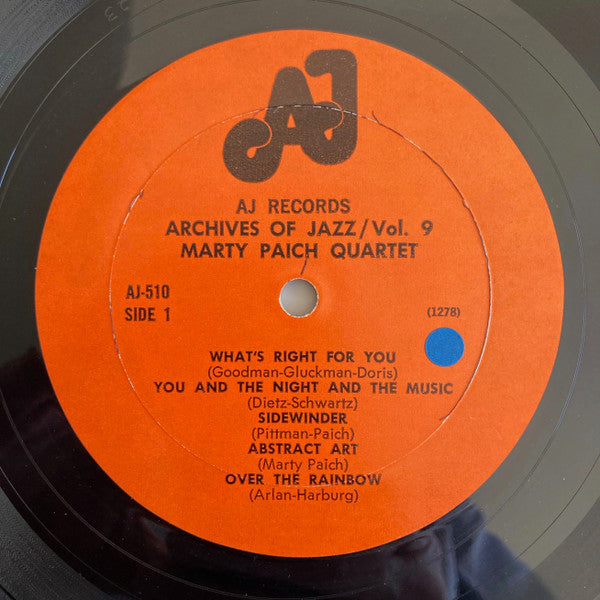 AJ
AJ RECORDS
ARCHIVES OF JAZZ/Vol. 9
MARTY PAICH QUARTET
AJ-510
SIDE 1
(1278)
WHAT'S RIGHT FOR YOU
(Goodman-Gluckman-Doris)
YOU AND THE NIGHT AND THE MUSIC
(Dietz-Schwartz)
SIDEWINDER
(Pittman-Paich)
ABSTRACT ART
(Marty Paich)
OVER THE RAINBOW
(Arlan-Harburg)